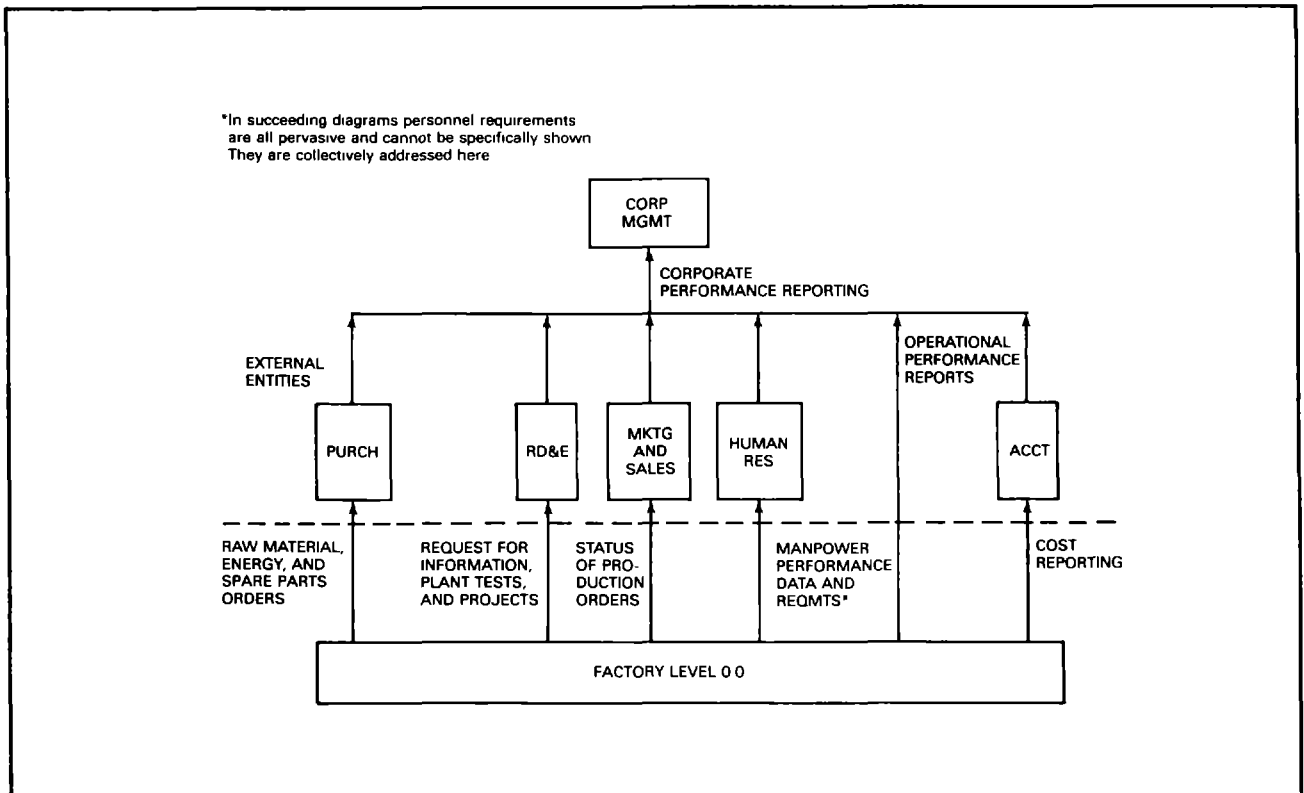 *In succeeding diagrams personnel requirements
are all pervasive and cannot be specifically shown
They are collectively addressed here
CORP
MGMT
CORPORATE
PERFORMANCE REPORTING
EXTERNAL
ENTITIES
OPERATIONAL
PERFORMANCE
REPORTS
PURCH
RD&E
MKTG
AND
SALES
HUMAN
RES
ACCT
RAW MATERIAL,
ENERGY, AND
SPARE PARTS
ORDERS
REQUEST FOR
INFORMATION,
PLANT TESTS,
AND PROJECTS
STATUS
OF PRO-
DUCTION
ORDERS
MANPOWER
PERFORMANCE
DATA AND
REQMTS*
COST
REPORTING
FACTORY LEVEL 0 0